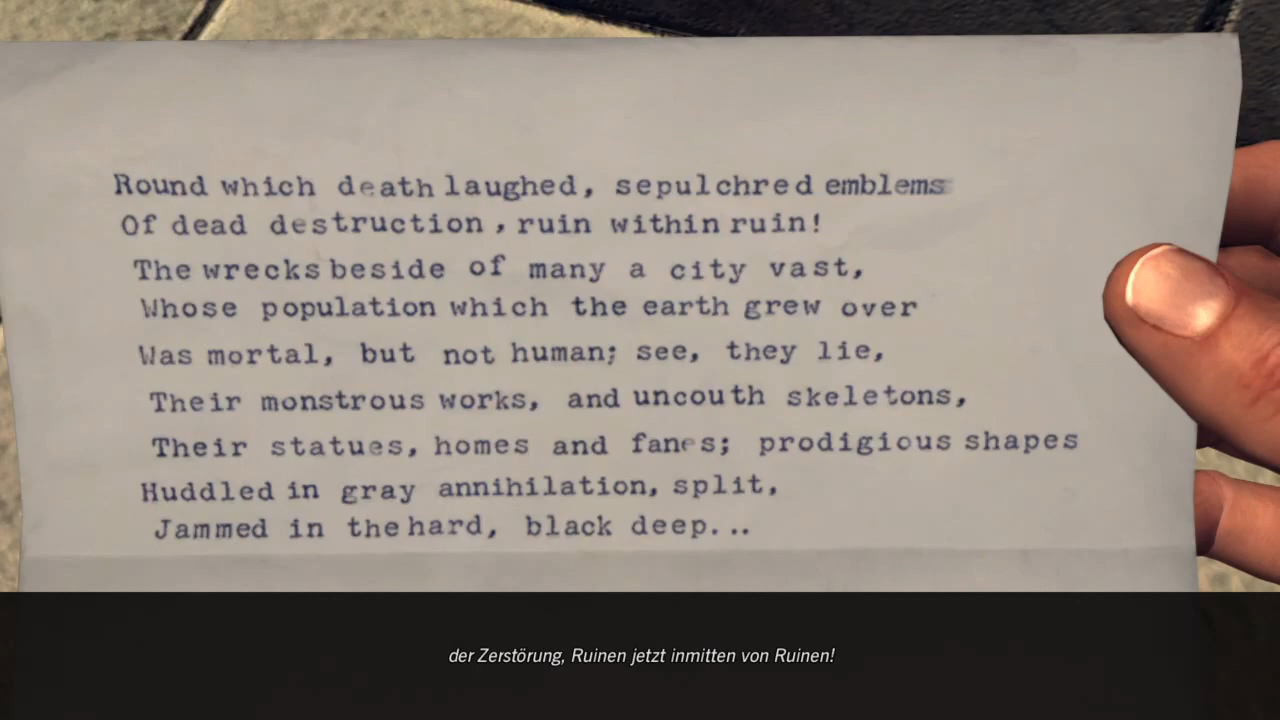 Round which death laughed, sepulchred emblems
Of dead destruction, ruin within ruin!
The wrecks beside of many a city vast,
Whose population which the earth grew over
Was mortal, but not human; see, they lie,
Their monstrous works, and uncouth skeletons,
Their statues, homes and fanes; prodigious shapes
Huddled in gray annihilation, split,
Jammed in the hard, black deep...
der Zerstörung, Ruinen jetzt inmitten von Ruinen!